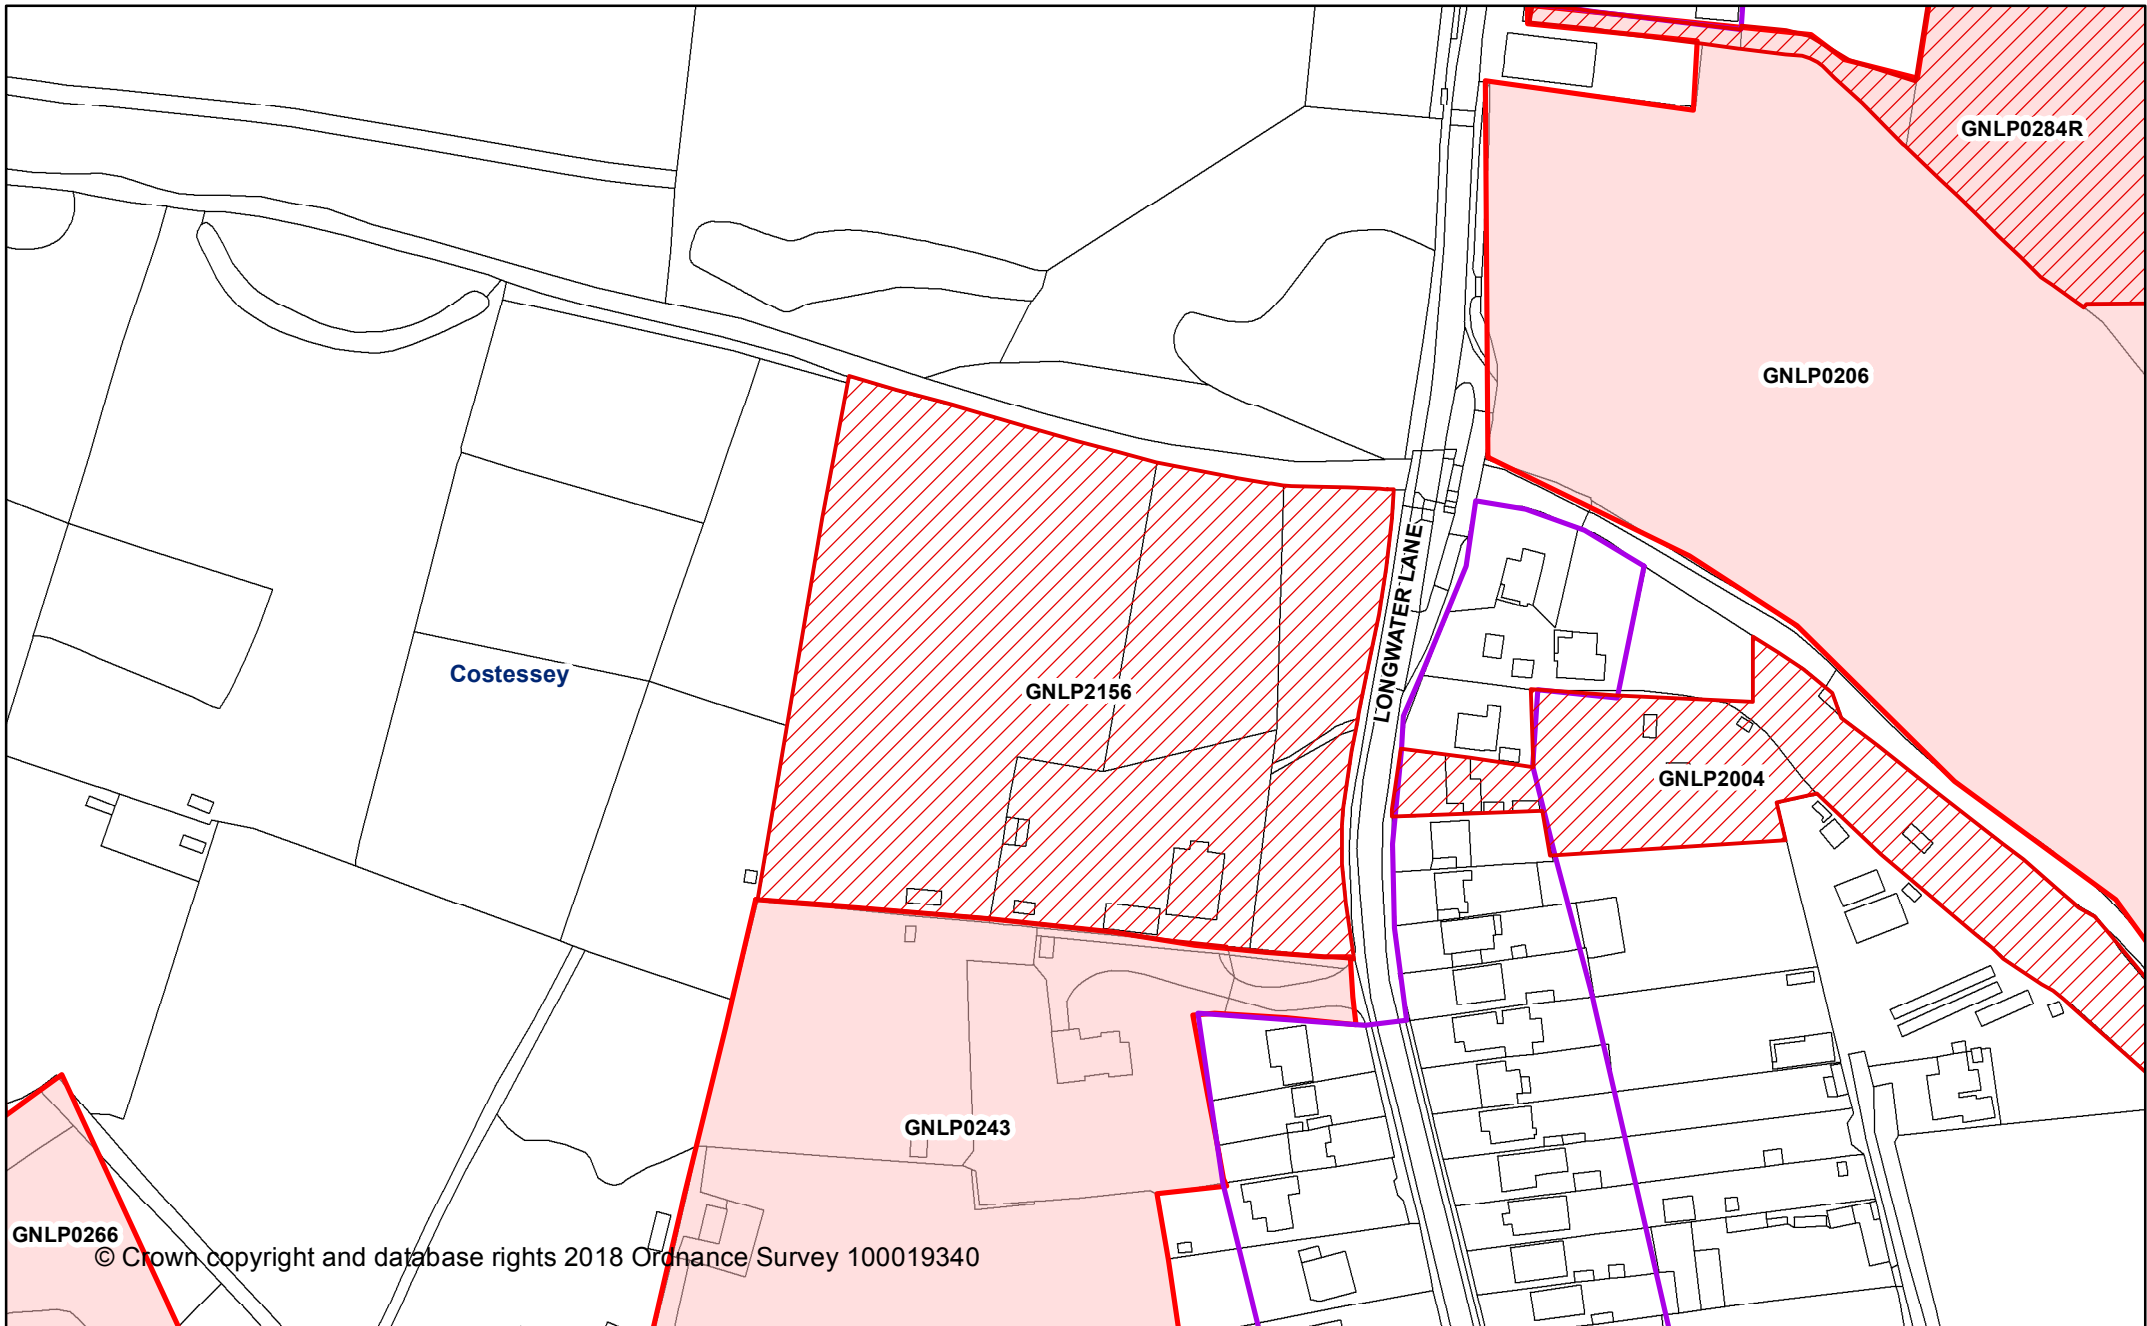 GNLP0284R
GNLP0206
LONGWATER LANE
Costessey
GNLP2156
GNLP2004
GNLP0243
GNLP0266
© Crown copyright and database rights 2018 Ordnance Survey 100019340